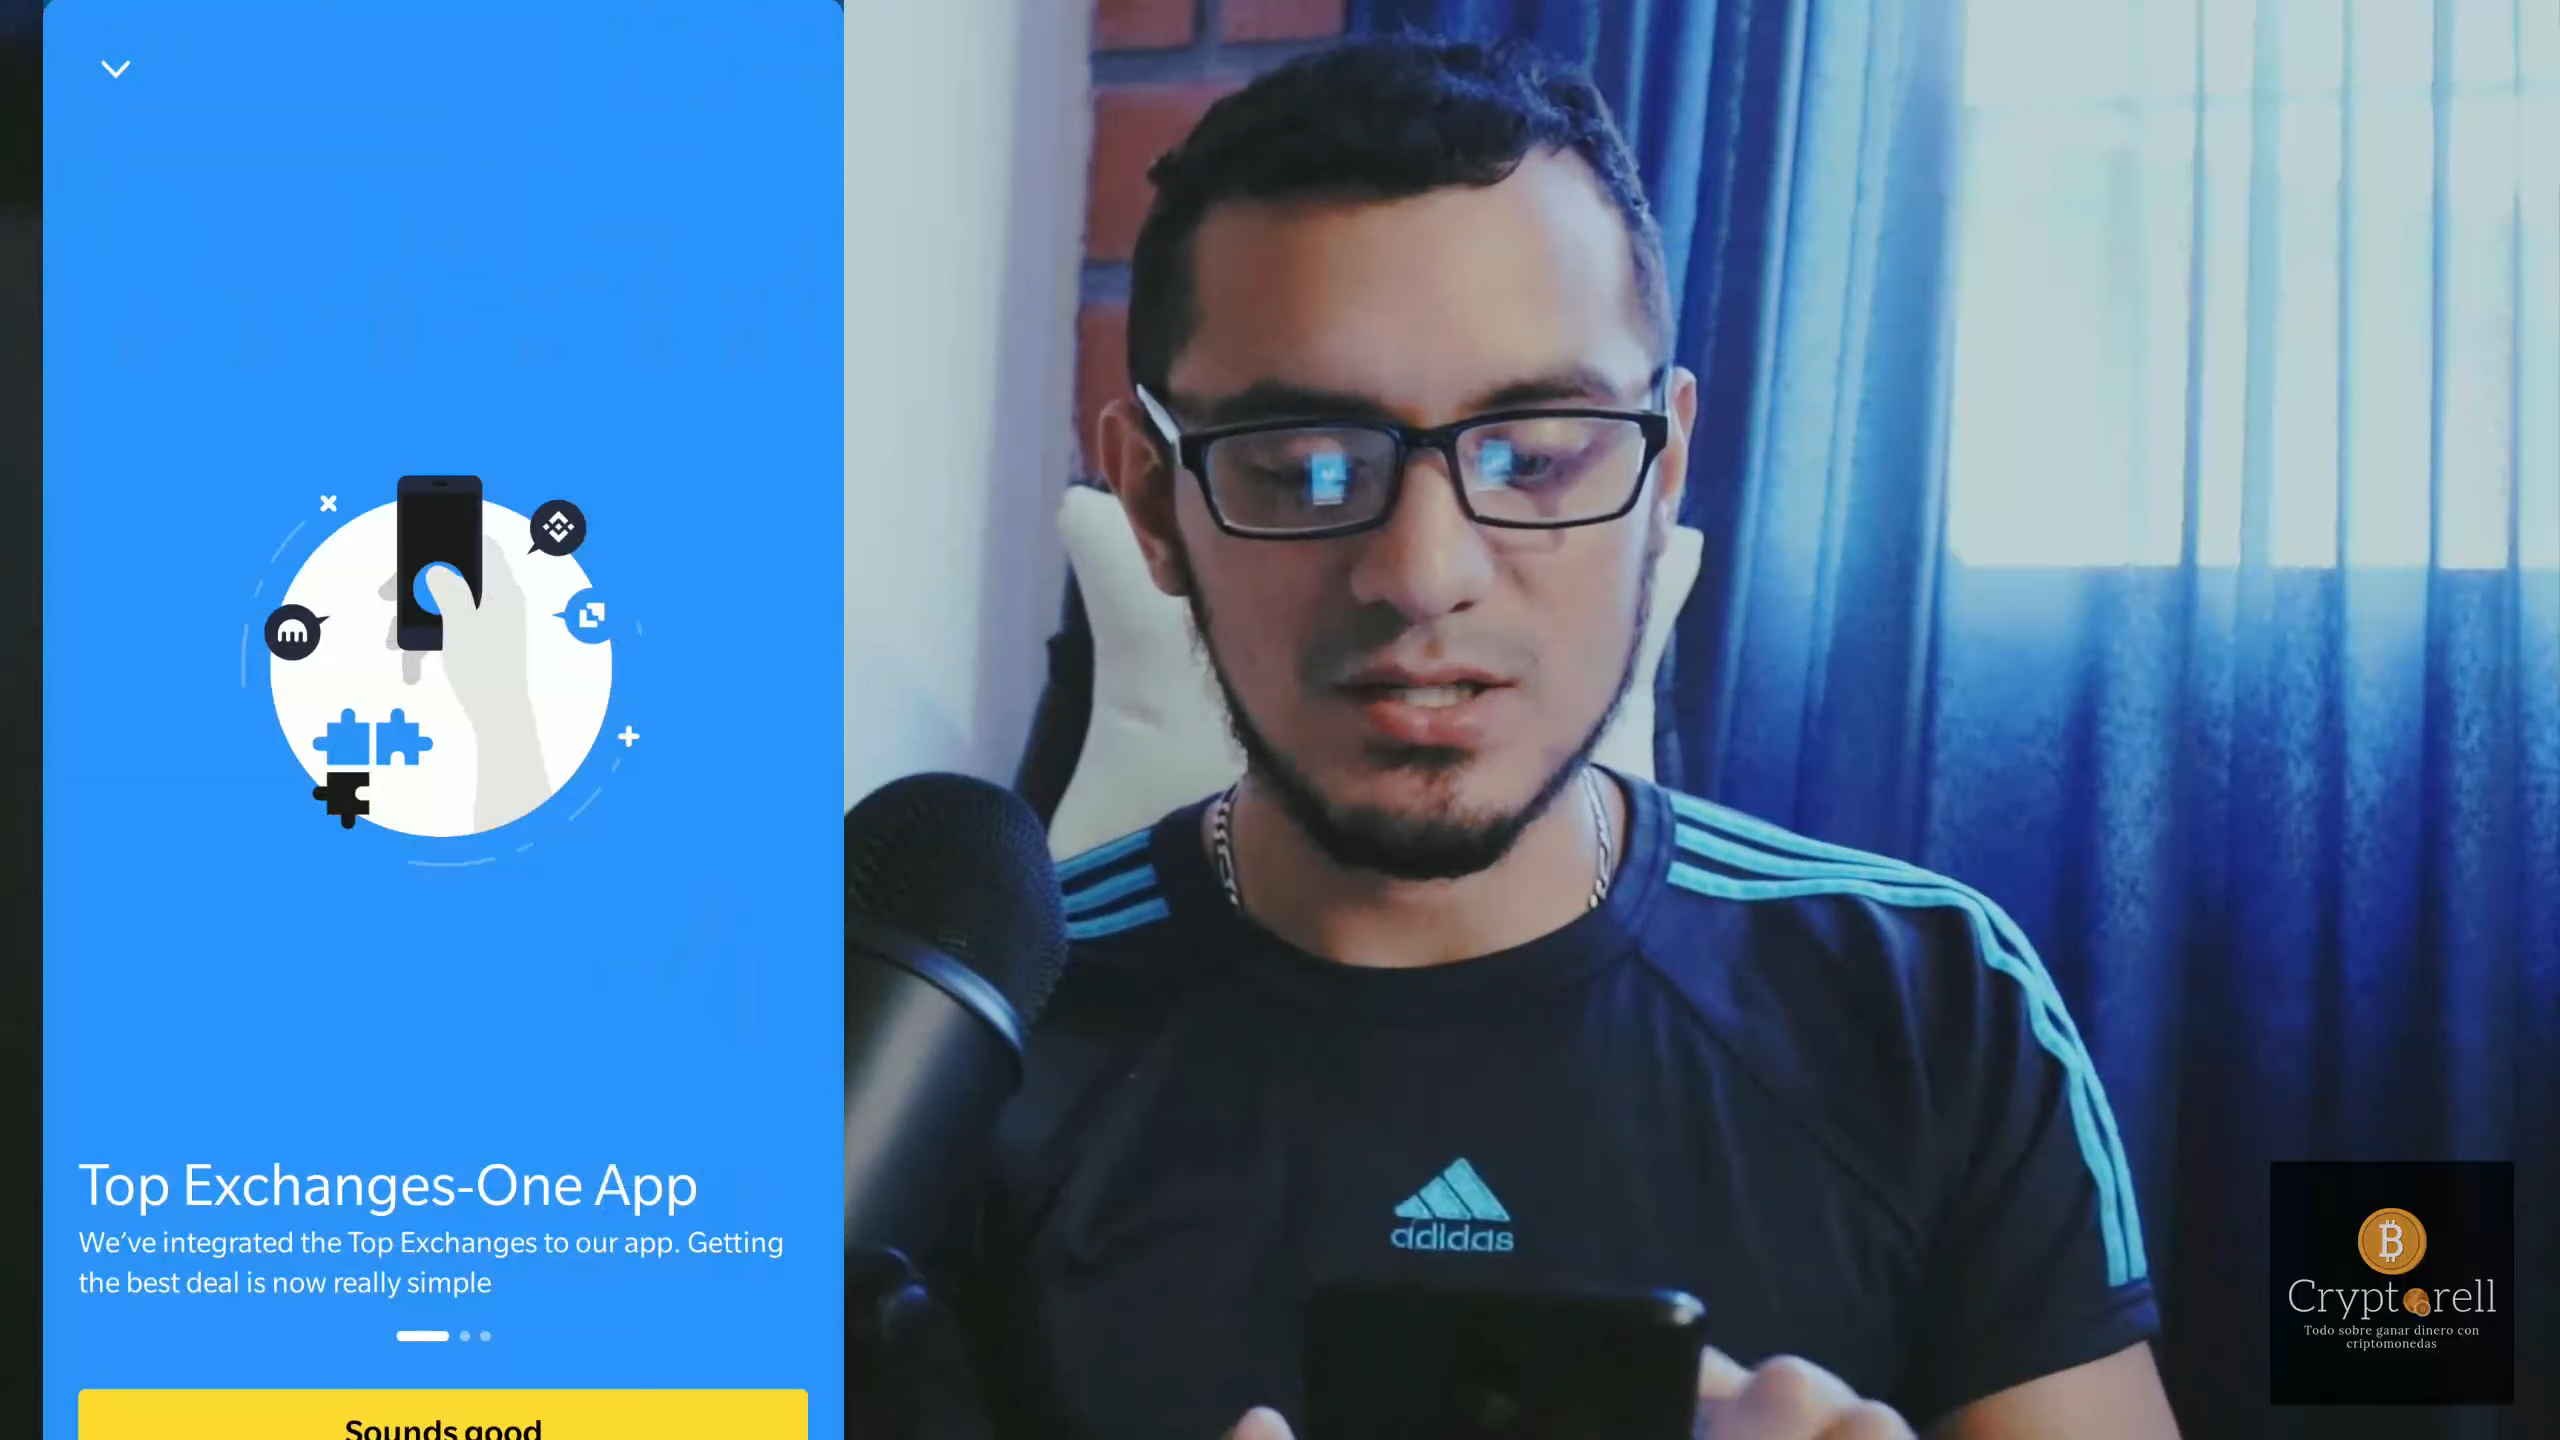 Top Exchanges-One App
We've integrated the Top Exchanges to our app. Getting
the best deal is now really simple
Sounds good
adidas
Cryptorell
Todo sobre ganar dinero con
criptomonedas